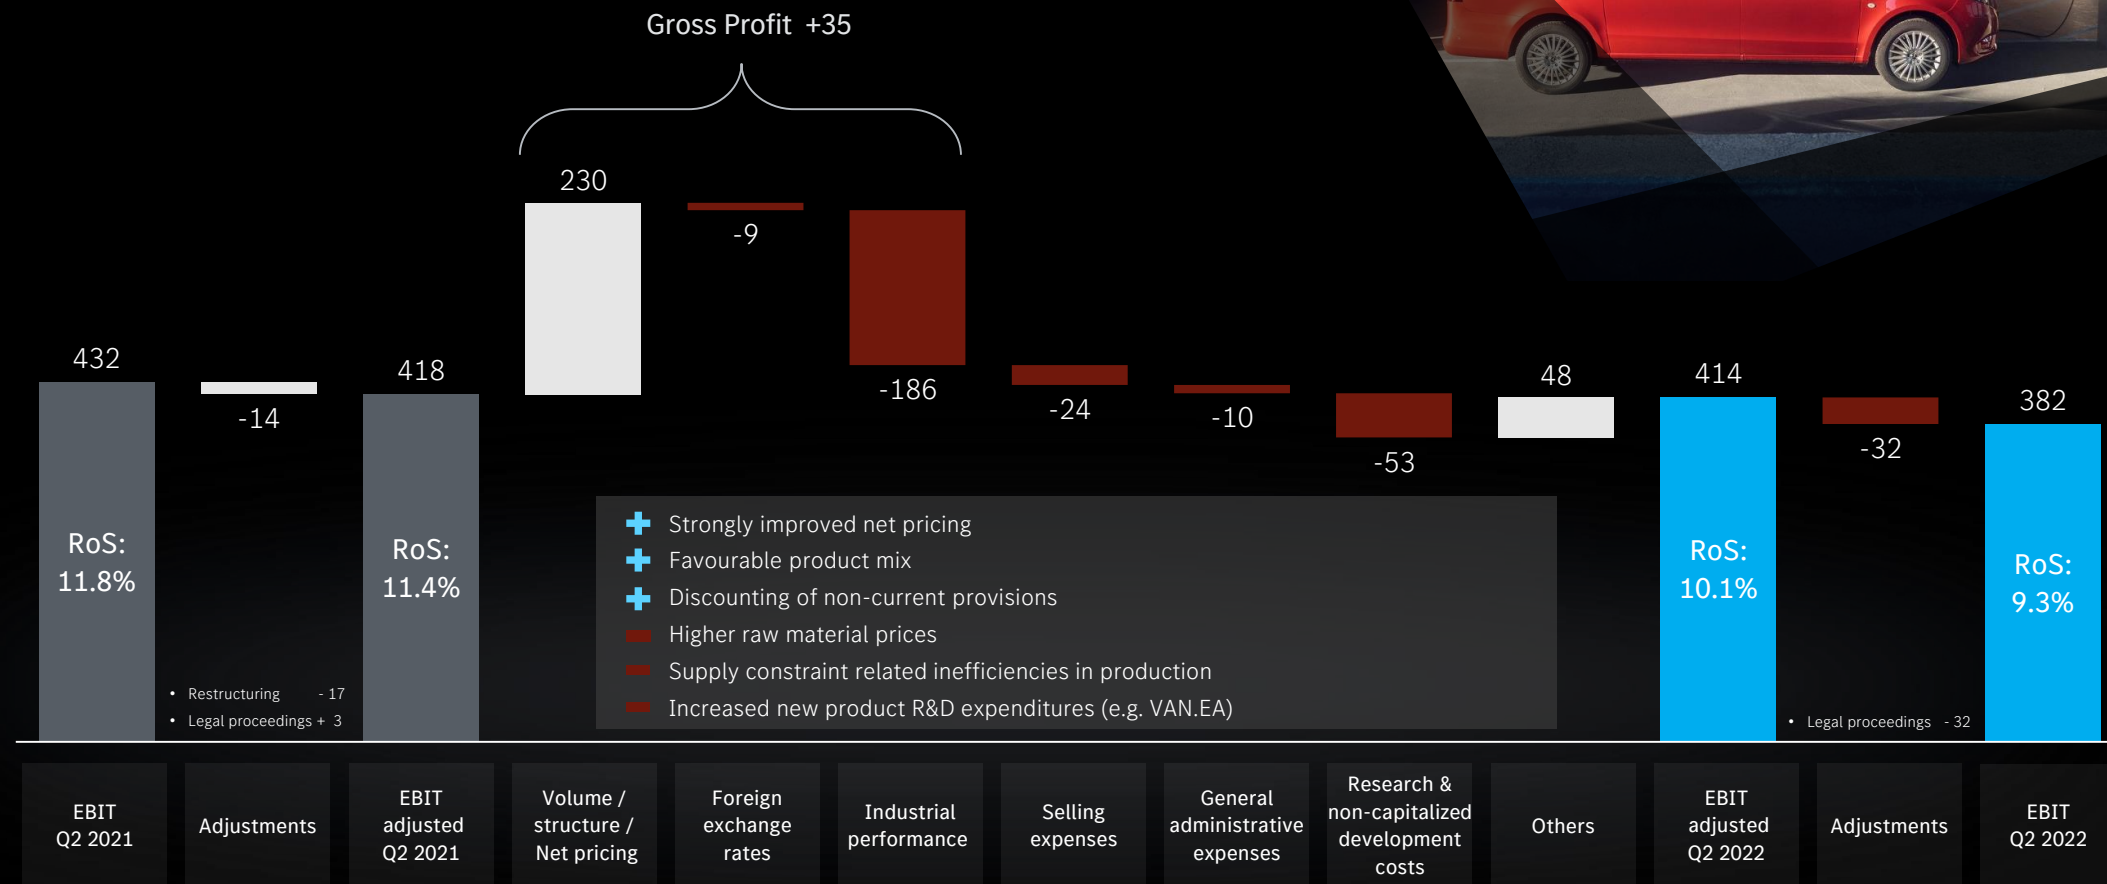 Gross Profit +35
230
-9
-186
432
-14
418
-24
-10
-53
48
414
-32
382
RoS:
11.8%
RoS:
11.4%
RoS:
10.1%
RoS:
9.3%
Strongly improved net pricing
Favourable product mix
Discounting of non-current provisions
Higher raw material prices
Supply constraint related inefficiencies in production
Increased new product R&D expenditures (e.g. VAN.EA)
• Restructuring - 17
• Legal proceedings + 3
• Legal proceedings - 32
EBIT
Q2 2021
Adjustments
EBIT
adjusted
Q2 2021
Volume /
structure /
Net pricing
Foreign
exchange
rates
Industrial
performance
Selling
expenses
General
administrative
expenses
Research &
non-capitalized
development
costs
Others
EBIT
adjusted
Q2 2022
Adjustments
EBIT
Q2 2022